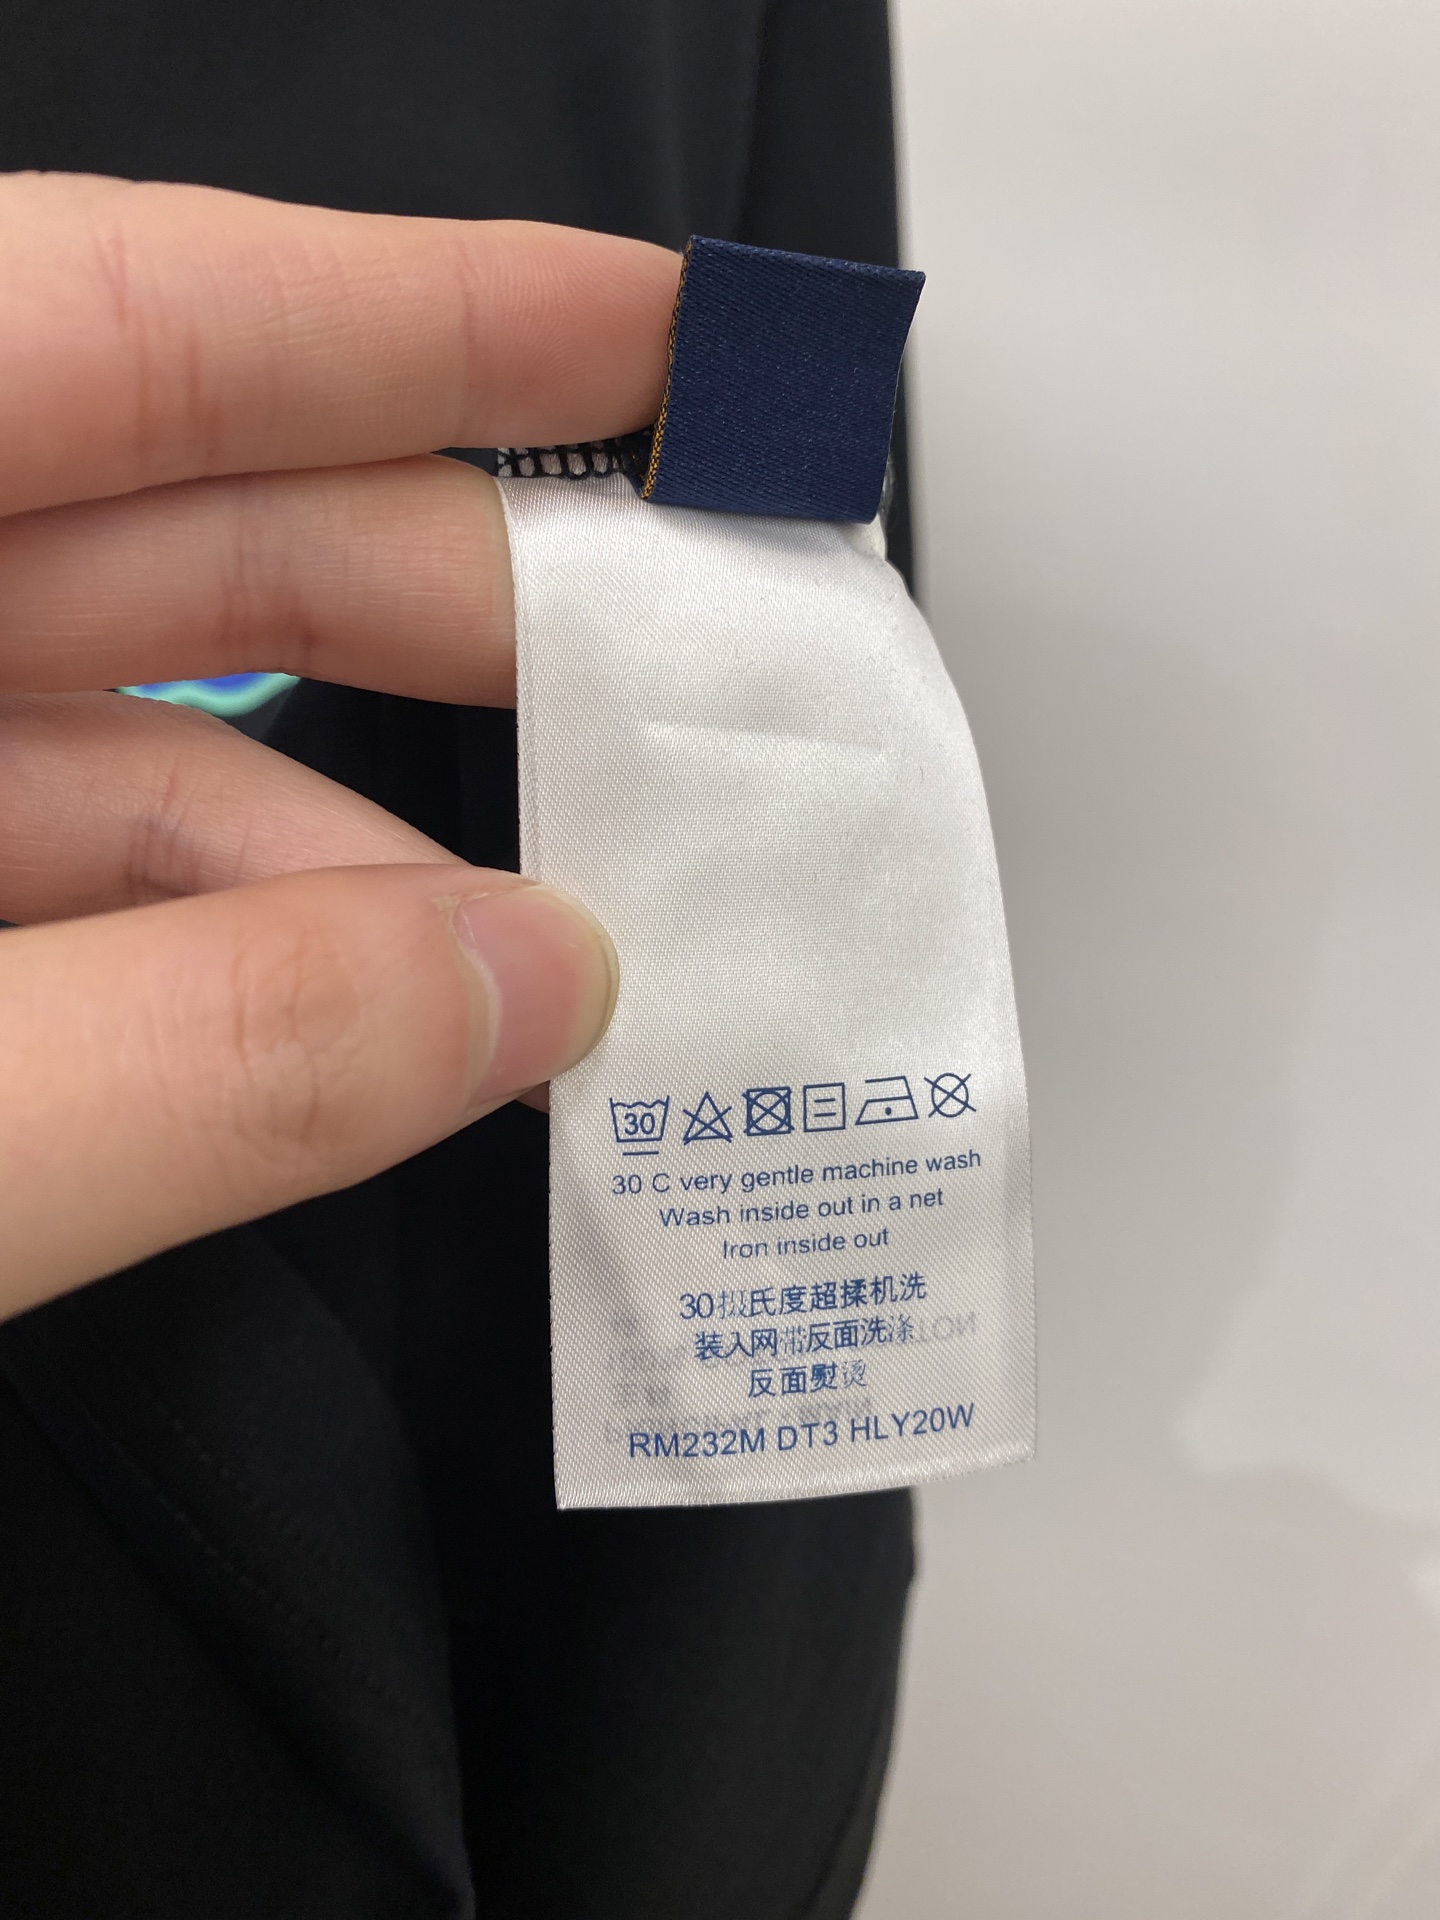 30
30 C very gentle machine wash
Wash inside out in a net
Iron inside out
30摄氏度超揉机洗
装入网带反面洗涤
反面熨烫
RM232M DT3 HLY20W